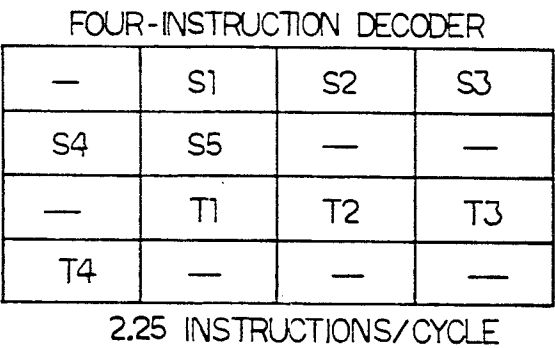 FOUR-INSTRUCTION DECODER
— S1 S2 S3
S4 S5 — —
— T1 T2 T3
T4 — — —
2.25 INSTRUCTIONS/CYCLE